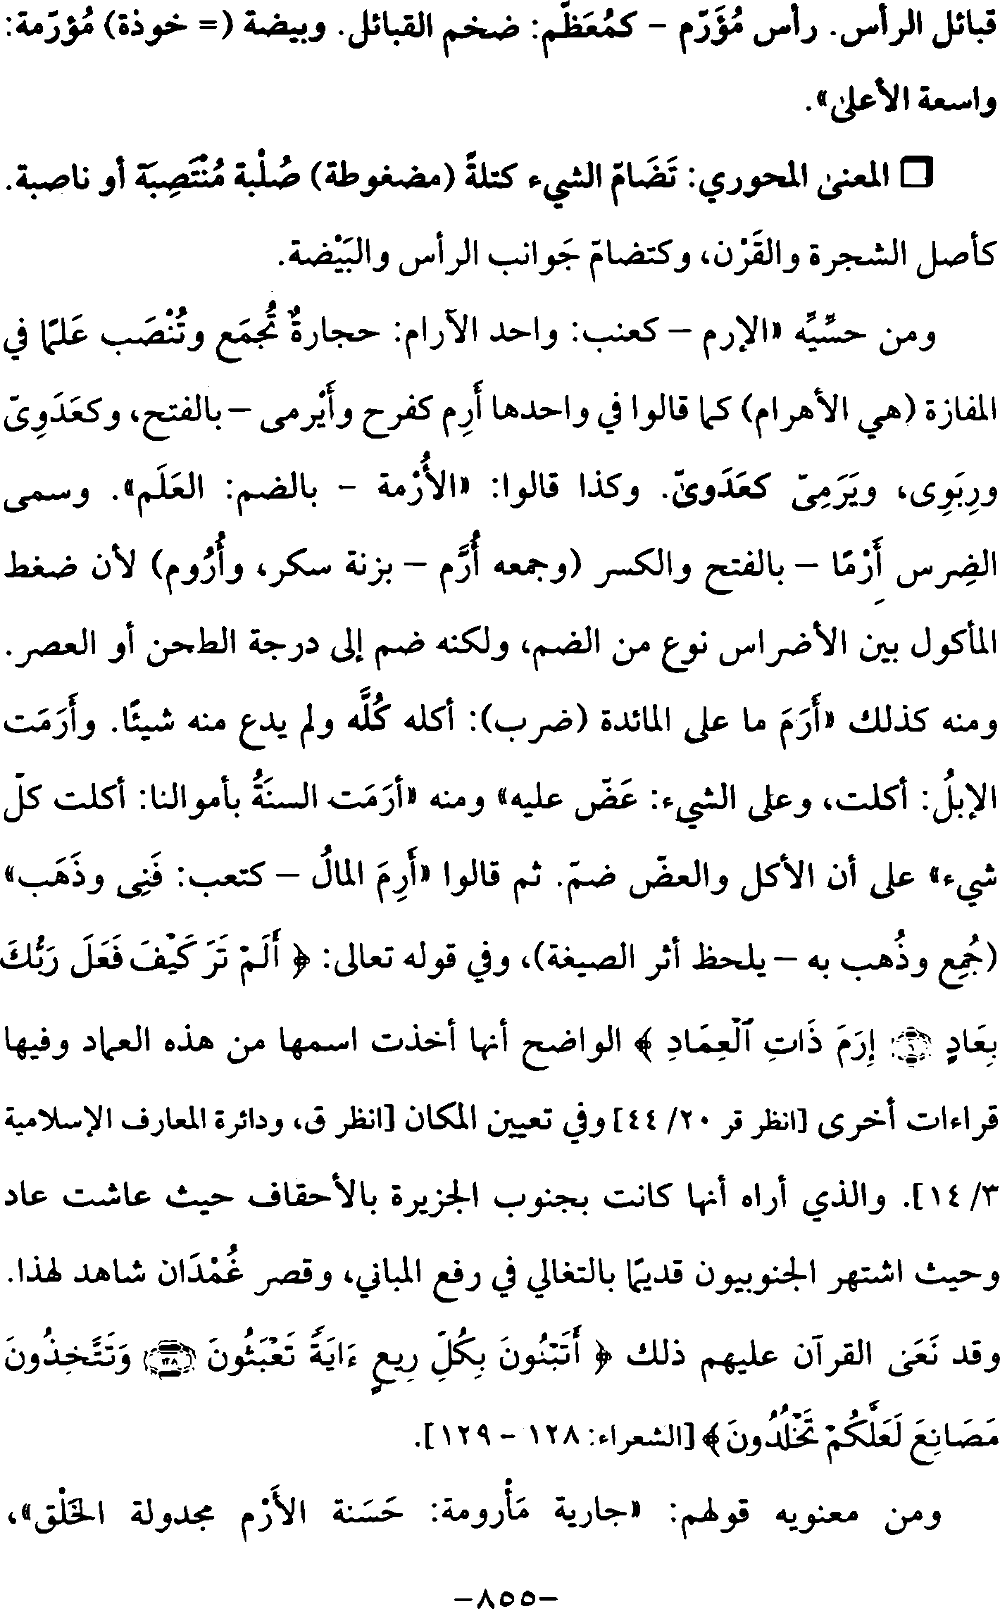 قبائل الرأس. رأس مُؤَرّم – كمُعَظّم: ضخم القبائل. وبيضة (= خوذة) مُؤرّمة:
واسعة الأعلىٰ».
❒ المعنىٰ المحوري: تَضَامّ الشيء كتلةً (مضغوطة) صُلْبة مُنْتَصِبَة أو ناصبة.
كأصل الشجرة والقَرْن، وكتضامّ جَوانب الرأس والبَيْضة.
ومن حسِّيِّه «الإرم – كعنب: واحد الآرام: حجارةٌ تُجمَع وتُنْصَب عَلَمًا في
المفازة (هي الأهرام) كما قالوا في واحدها أَرِم كفرح وأَيْرمى – بالفتح، وكعَدَوِىّ
ورِبَوِى، ويَرَمِىّ كعَدَوىّ. وكذا قالوا: «الأُرْمة – بالضم: العَلَم». وسمى
الضِرس أَِرْمًا – بالفتح والكسر (وجمعه أُرَّم – بزنة سكر، وأُرُوم) لأن ضغط
المأكول بين الأضراس نوع من الضم، ولكنه ضم إلى درجة الطحن أو العصر.
ومنه كذلك «أَرَمَ ما على المائدة (ضرب): أكله كُلَّه ولم يدع منه شيئًا. وأَرَمَت
الإبلُ: أكلت، وعلى الشيء: عَضّ عليه» ومنه «أرَمَت السنَةُ بأموالنا: أكلت كلّ
شيء» على أن الأكل والعضّ ضمّ. ثم قالوا «أَرِمَ المالُ – كتعب: فَنِى وذَهَب»
(جُمِع وذُهب به – يلحظ أثر الصيغة)، وفي قوله تعالى: ﴿ أَلَمْ تَرَ كَيْفَ فَعَلَ رَبُّكَ
بِعَادٍ ۝٦ إِرَمَ ذَاتِ ٱلْعِمَادِ ﴾ الواضح أنها أخذت اسمها من هذه العماد وفيها
قراءات أخرى [انظر قر ٢٠/ ٤٤] وفي تعيين المكان [انظر ق، ودائرة المعارف الإسلامية
٣/ ١٤]. والذي أراه أنها كانت بجنوب الجزيرة بالأحقاف حيث عاشت عاد
وحيث اشتهر الجنوبيون قديمًا بالتغالي في رفع المباني، وقصر غُمْدَان شاهد لهذا.
وقد نَعَى القرآن عليهم ذلك ﴿ أَتَبْنُونَ بِكُلِّ رِيعٍ ءَايَةً تَعْبَثُونَ ۝١٢٨ وَتَتَّخِذُونَ
مَصَانِعَ لَعَلَّكُمْ تَخْلُدُونَ ﴾ [الشعراء: ١٢٨ – ١٢٩].
ومن معنويه قولهم: «جارية مَأْرومة: حَسَنة الأَرْم مجدولة الخَلْق»،
-٨٥٥-